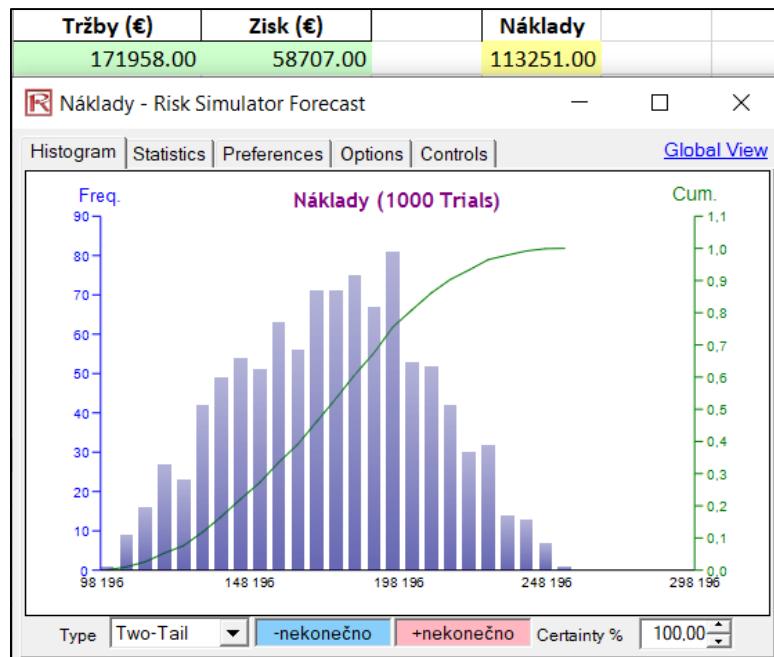 Tržby (€) Zisk (€) Náklady
171958.00 58707.00 113251.00
Náklady - Risk Simulator Forecast
Histogram Statistics Preferences Options Controls Global View
Freq. Náklady (1000 Trials) Cum.
90 1,1
80 1,0
0,9
70 0,8
60 0,7
50 0,6
40 0,5
0,4
30 0,3
20 0,2
10 0,1
0 0,0
98 196 148 196 198 196 248 196 298 196
Type Two-Tail -nekonečno +nekonečno Certainty % 100,00